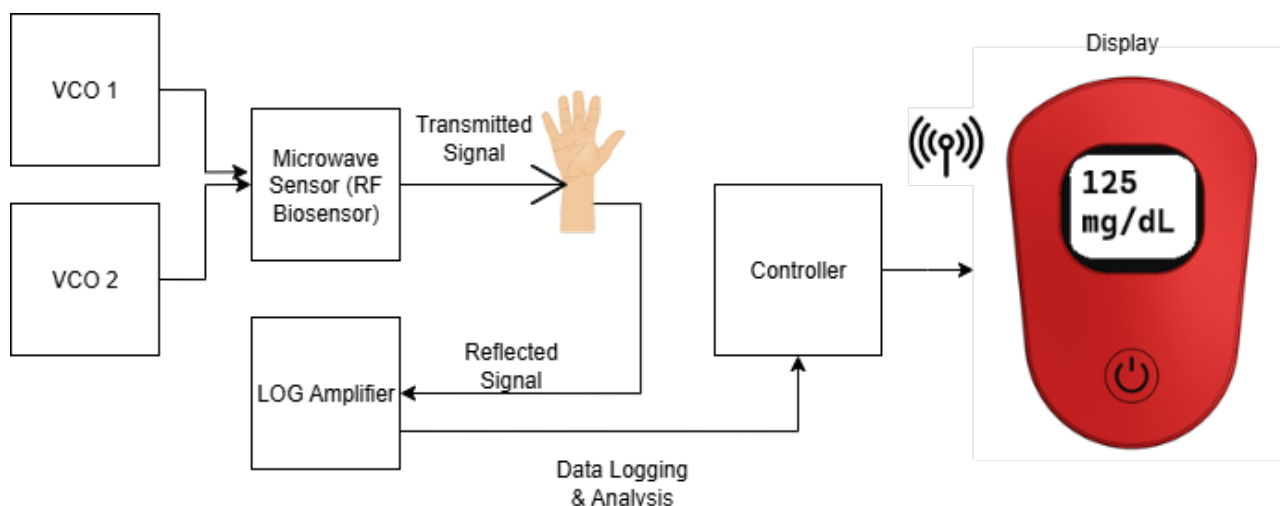 VCO 1
VCO 2
Microwave
Sensor (RF
Biosensor)
Transmitted
Signal
LOG Amplifier
Reflected
Signal
Data Logging
& Analysis
Controller
Display
125
mg/dL